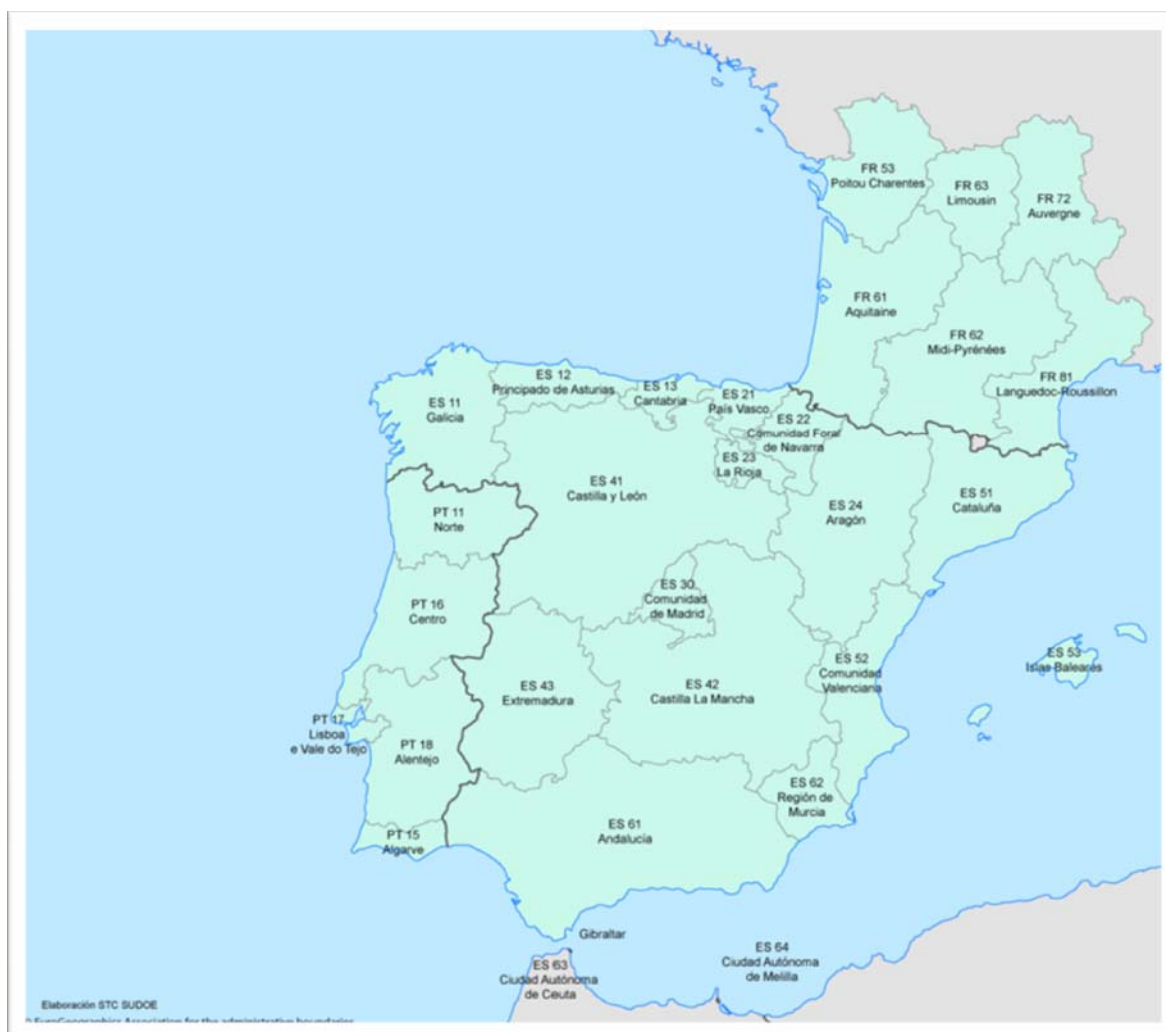 FR 53
Poitou Charentes
FR 63
Limousin
FR 72
Auvergne
FR 61
Aquitaine
FR 62
Midi-Pyrénées
FR 81
Languedoc-Roussillon
ES 11
Galicia
ES 12
Principado de Asturias
ES 13
Cantabria
ES 21
País Vasco
ES 22
Comunidad Foral
de Navarra
ES 23
La Rioja
ES 41
Castilla y León
ES 24
Aragón
ES 51
Cataluña
PT 11
Norte
PT 16
Centro
ES 30
Comunidad
de Madrid
ES 43
Extremadura
ES 42
Castilla La Mancha
ES 52
Comunidad
Valenciana
ES 53
Islas Baleares
PT 17
Lisboa
e Vale do Tejo
PT 18
Alentejo
PT 15
Algarve
ES 61
Andalucía
ES 62
Región de
Murcia
Gibraltar
ES 63
Ciudad Autónoma
de Ceuta
ES 64
Ciudad Autónoma
de Melilla
Elaboración STC SUDOE
© EuroGeographics Association for the administrative boundaries